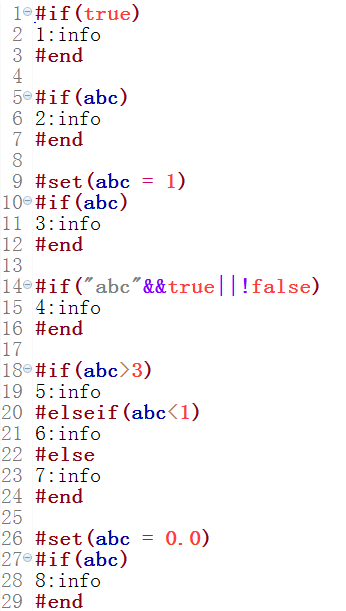 1 #if(true)
2 1:info
3 #end
4
5 #if(abc)
6 2:info
7 #end
8
9 #set(abc = 1)
10 #if(abc)
11 3:info
12 #end
13
14 #if("abc"&&true||!false)
15 4:info
16 #end
17
18 #if(abc>3)
19 5:info
20 #elseif(abc<1)
21 6:info
22 #else
23 7:info
24 #end
25
26 #set(abc = 0.0)
27 #if(abc)
28 8:info
29 #end